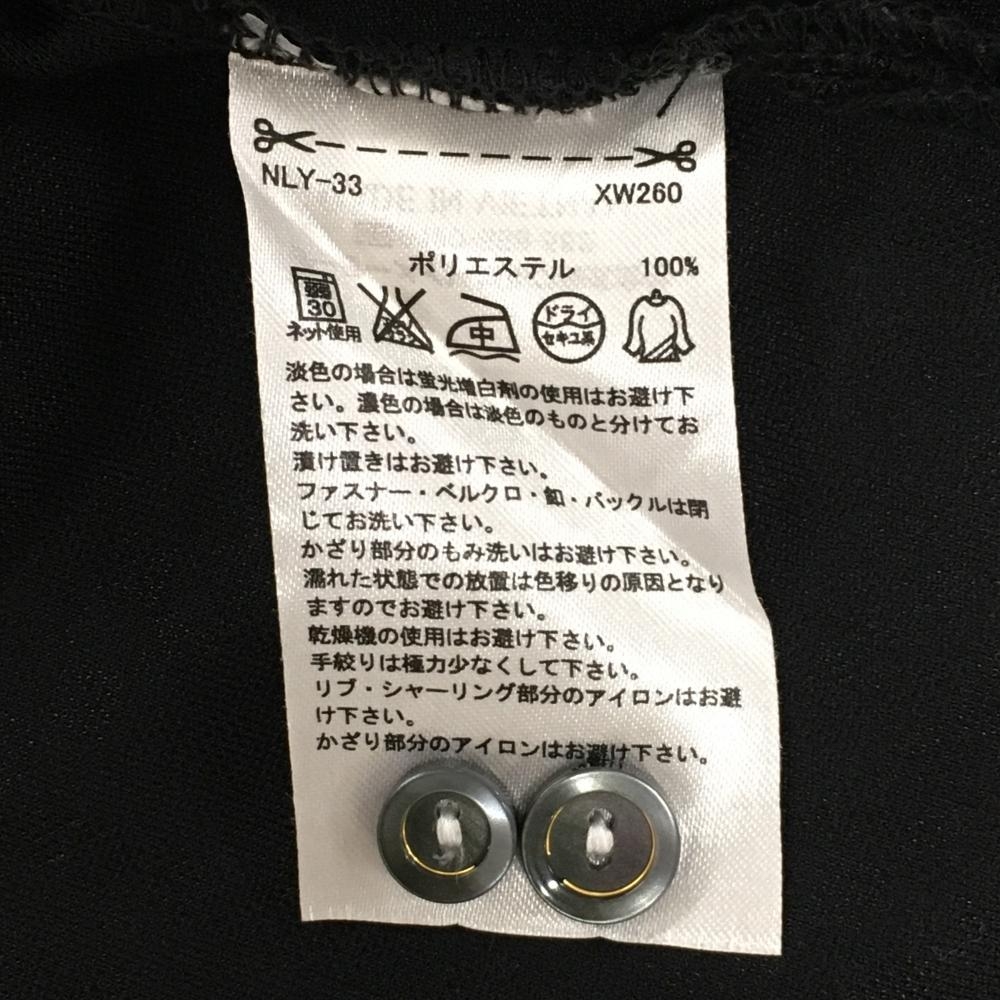 NLY-33 XW260
ポリエステル 100%
30 中 ドライ
ネット使用 セキユ系
淡色の場合は蛍光増白剤の使用はお避け下
さい。濃色の場合は淡色のものと分けてお
洗い下さい。
漬け置きはお避け下さい。
ファスナー・ベルクロ・釦・バックルは閉
じてお洗い下さい。
かざり部分のもみ洗いはお避け下さい。
濡れた状態での放置は色移りの原因となり
ますのでお避け下さい。
乾燥機の使用はお避け下さい。
手絞りは極力少なくして下さい。
リブ・シャーリング部分のアイロンはお避
け下さい。
かざり部分のアイロンはお避け下さい。